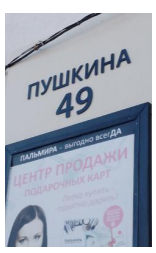 ПУШКИНА
49
ПАЛЬМИРА - выгодно всегДА
ЦЕНТР ПРОДАЖИ
ПОДАРОЧНЫХ КАРТ